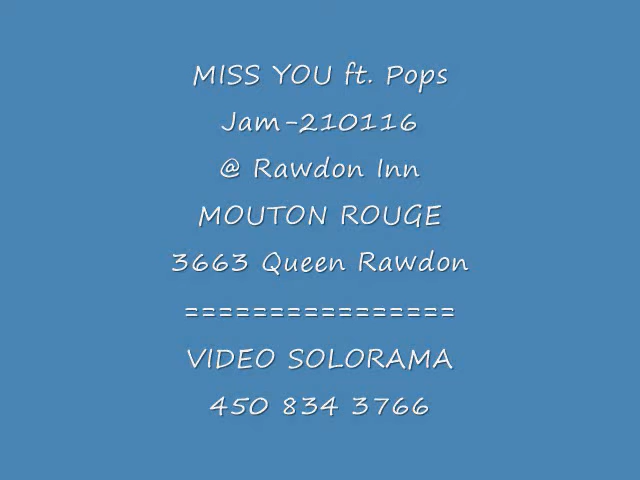 MISS YOU ft. Pops
Jam-210116
@ Rawdon Inn
MOUTON ROUGE
3663 Queen Rawdon
================
VIDEO SOLORAMA
450 834 3766